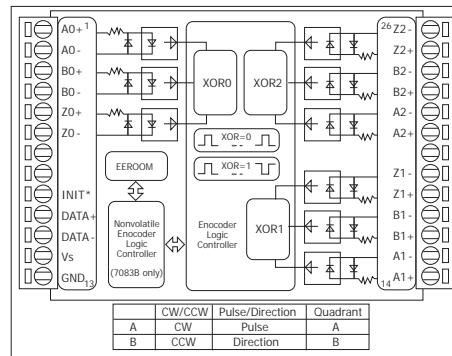 A0+ 1
A0-
B0+
B0-
Z0+
Z0-
INIT*
DATA+
DATA-
Vs
GND 13
XOR0
XOR2
XOR=0
XOR=1
EEROOM
Nonvolatile
Encoder
Logic
Controller
(7083B only)
Encoder
Logic
Controller
XOR1
26 Z2-
Z2+
B2-
B2+
A2-
A2+
Z1-
Z1+
B1-
B1+
A1-
14 A1+
CW/CCW Pulse/Direction Quadrant
A CW Pulse A
B CCW Direction B